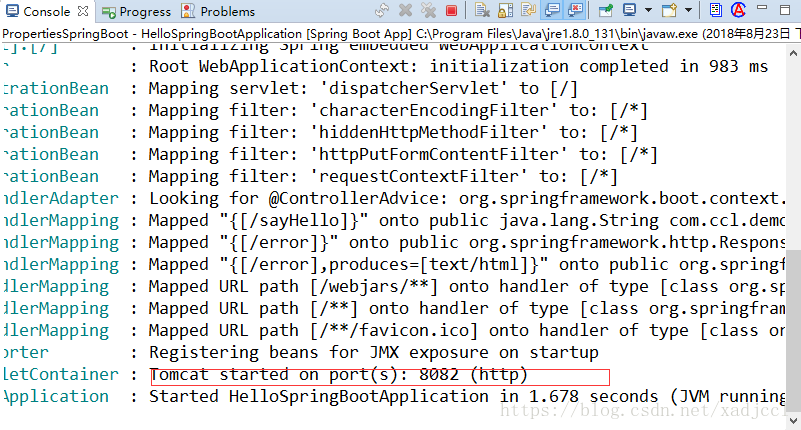 Console Progress Problems
PropertiesSpringBoot - HelloSpringBootApplication [Spring Boot App] C:\Program Files\Java\jre1.8.0_131\bin\javaw.exe (2018年8月23日 下
t].[/] : Initializing Spring embedded WebApplicationContext
r : Root WebApplicationContext: initialization completed in 983 ms
trationBean : Mapping servlet: 'dispatcherServlet' to [/]
rationBean : Mapping filter: 'characterEncodingFilter' to: [/*]
rationBean : Mapping filter: 'hiddenHttpMethodFilter' to: [/*]
rationBean : Mapping filter: 'httpPutFormContentFilter' to: [/*]
rationBean : Mapping filter: 'requestContextFilter' to: [/*]
ndlerAdapter : Looking for @ControllerAdvice: org.springframework.boot.context.
ndlerMapping : Mapped "{[/sayHello]}" onto public java.lang.String com.ccl.demo
ndlerMapping : Mapped "{[/error]}" onto public org.springframework.http.Respons
ndlerMapping : Mapped "{[/error],produces=[text/html]}" onto public org.springf
dlerMapping : Mapped URL path [/webjars/**] onto handler of type [class org.sp
dlerMapping : Mapped URL path [/**] onto handler of type [class org.springfram
dlerMapping : Mapped URL path [/**/favicon.ico] onto handler of type [class or
orter : Registering beans for JMX exposure on startup
letContainer : Tomcat started on port(s): 8082 (http)
Application : Started HelloSpringBootApplication in 1.678 seconds (JVM running
https://blog.csdn.net/xadjccl